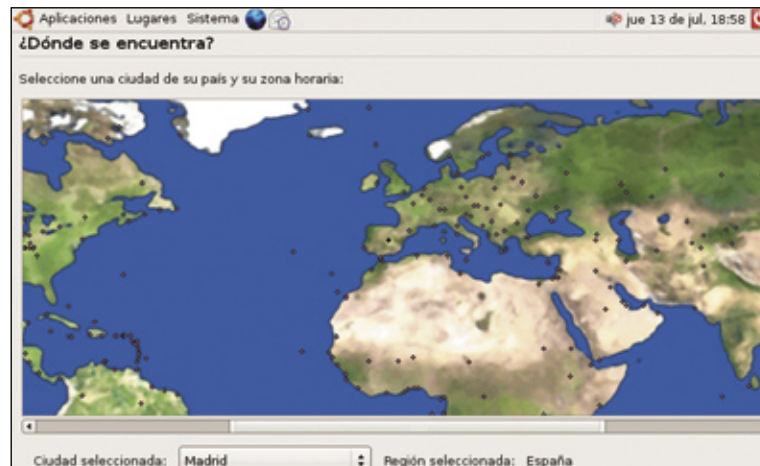 Aplicaciones Lugares Sistema jue 13 de jul, 18:58
¿Dónde se encuentra?
Seleccione una ciudad de su país y su zona horaria:
Ciudad seleccionada: Madrid Región seleccionada: España